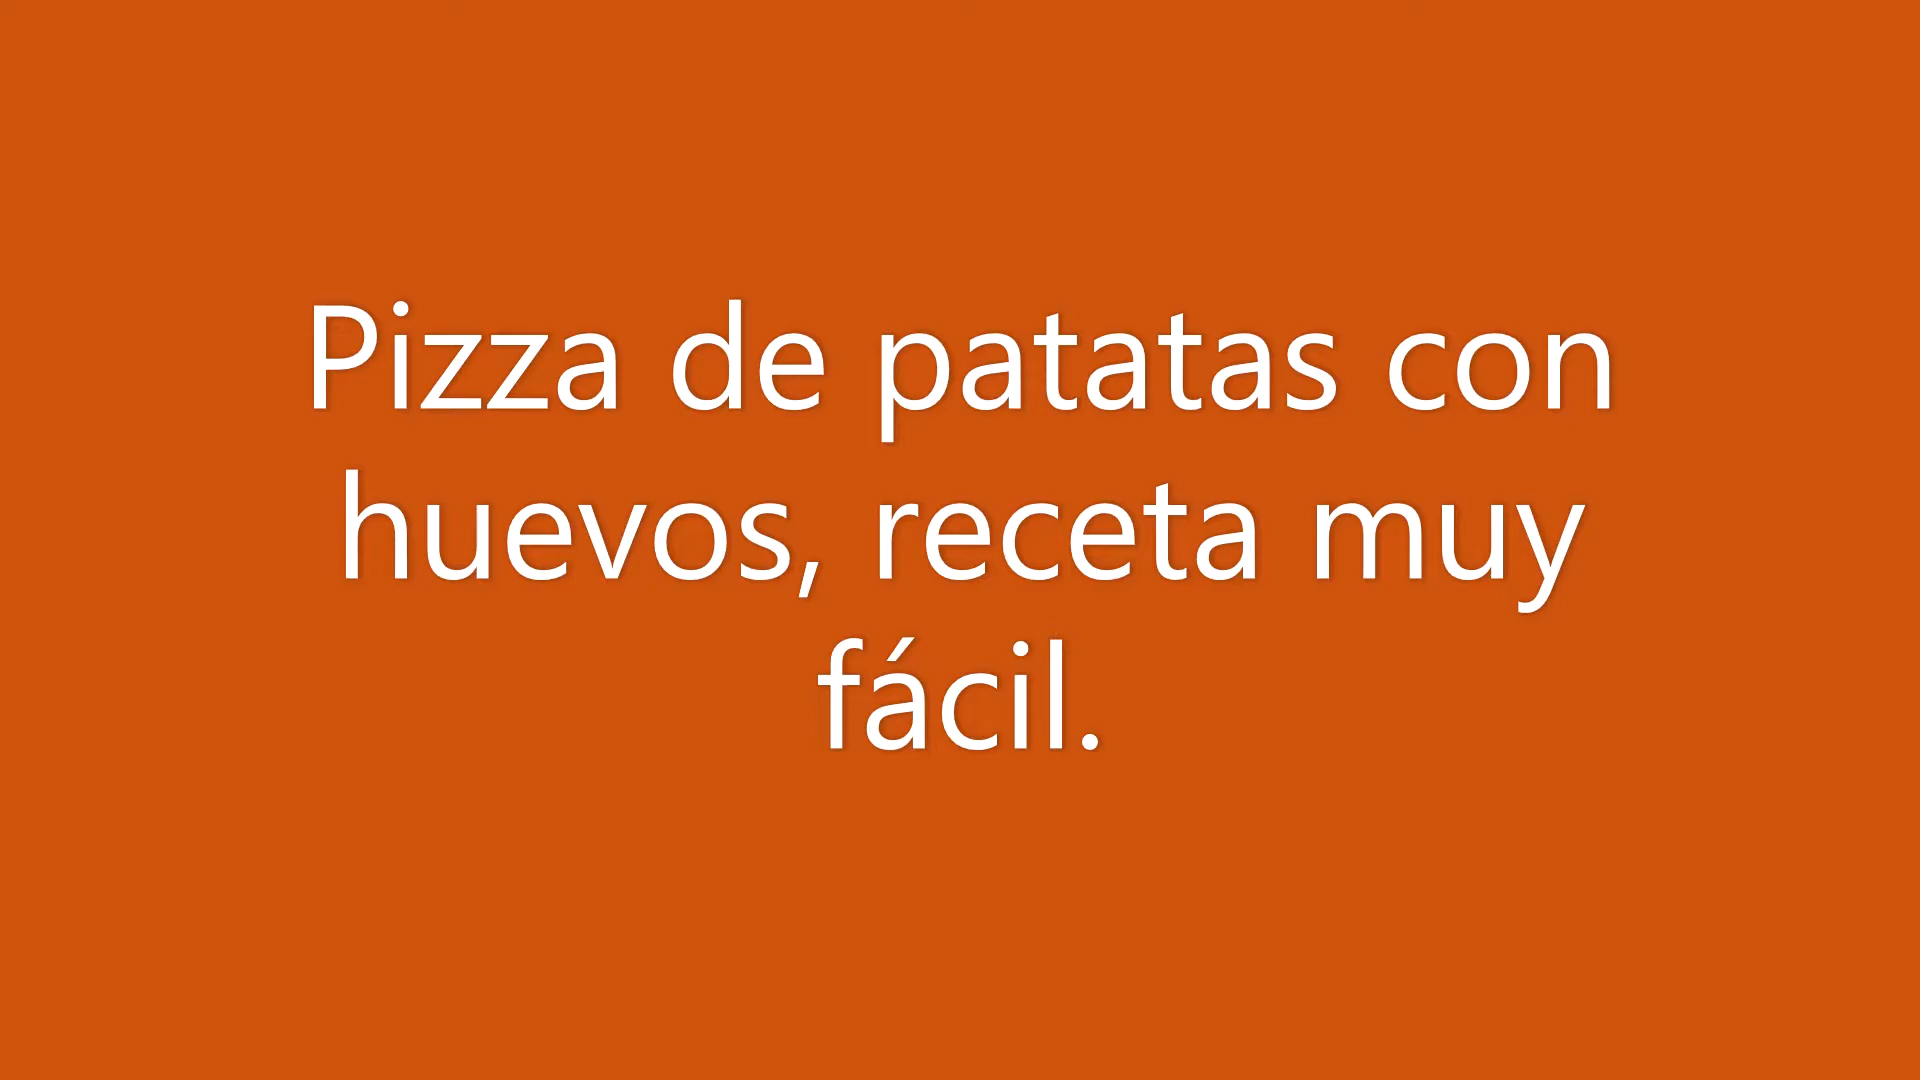 Pizza de patatas con
huevos, receta muy
fácil.